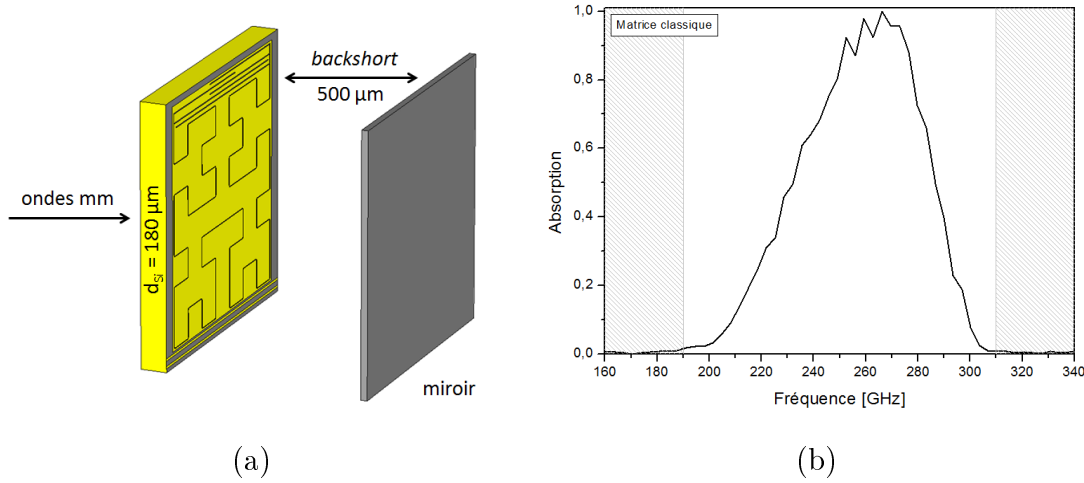 backshort
500 µm
ondes mm
d_Si = 180 µm
miroir
(a)
Matrice classique
1,0
0,8
0,6
0,4
0,2
0,0
Absorption
160 180 200 220 240 260 280 300 320 340
Fréquence [GHz]
(b)